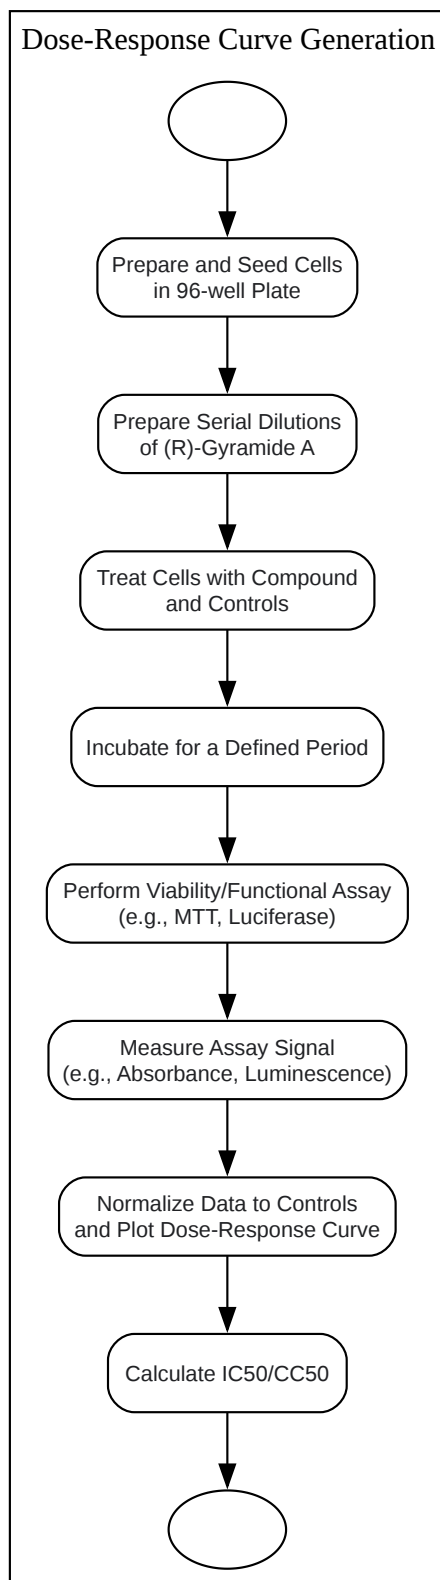 Dose-Response Curve Generation
Prepare and Seed Cells
in 96-well Plate
Prepare Serial Dilutions
of (R)-Gyramide A
Treat Cells with Compound
and Controls
Incubate for a Defined Period
Perform Viability/Functional Assay
(e.g., MTT, Luciferase)
Measure Assay Signal
(e.g., Absorbance, Luminescence)
Normalize Data to Controls
and Plot Dose-Response Curve
Calculate IC50/CC50